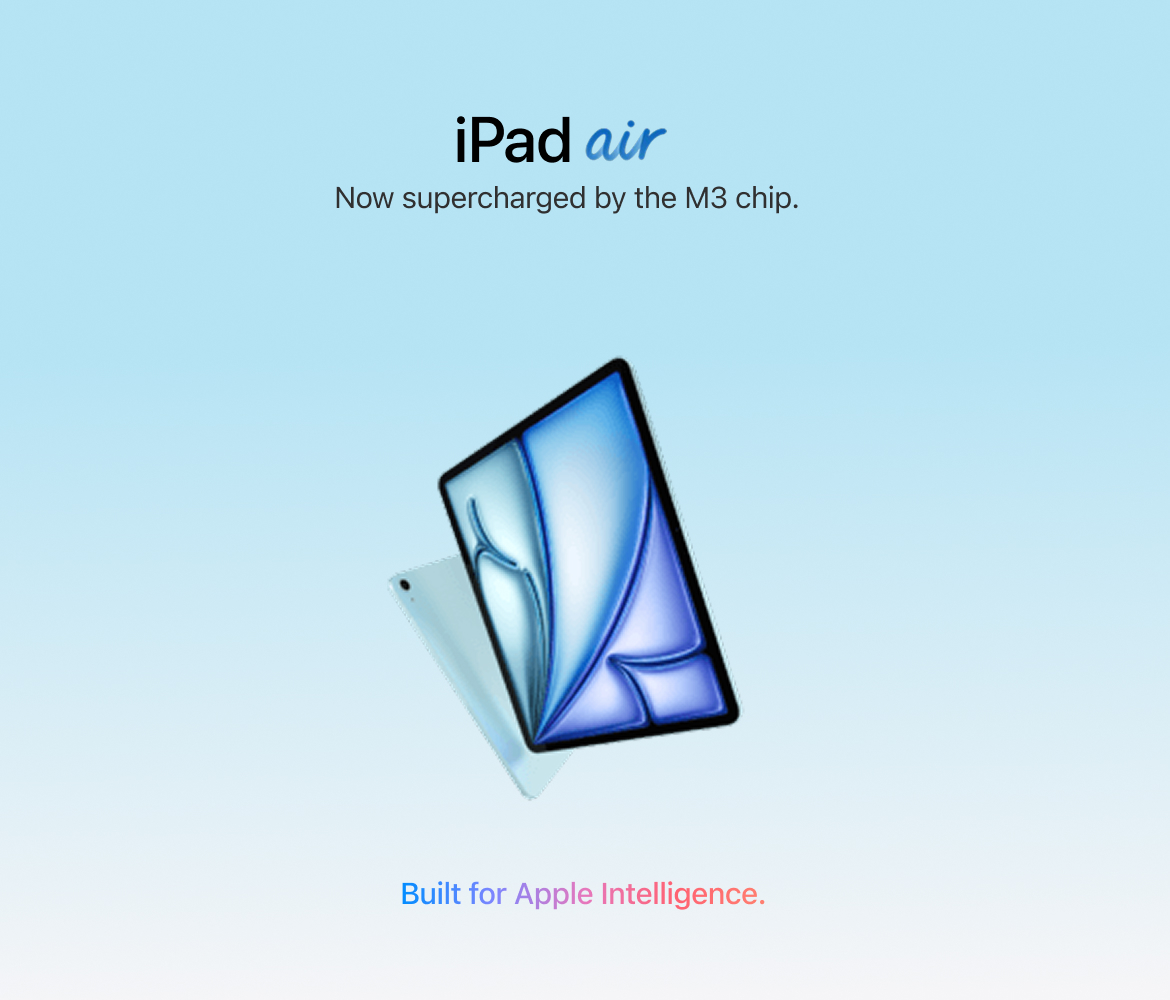 iPad air
Now supercharged by the M3 chip.
Built for Apple Intelligence.